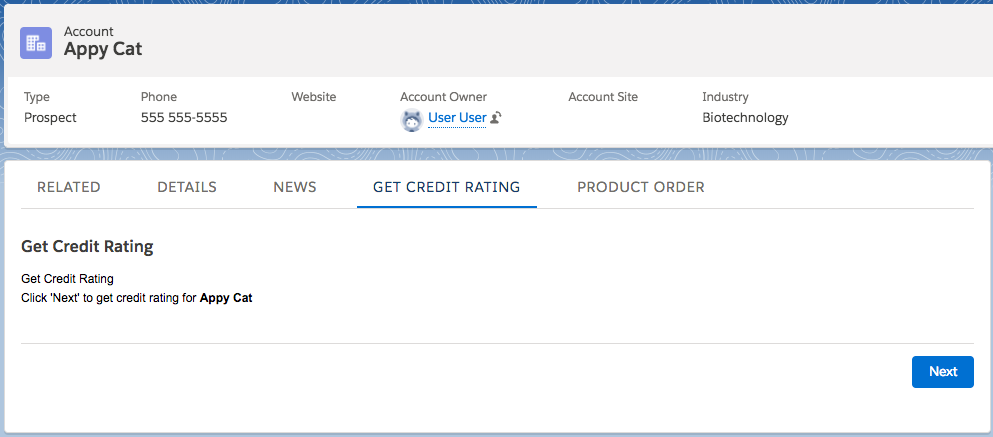 Account
Appy Cat
Type Phone Website Account Owner Account Site Industry
Prospect 555 555-5555 User User Biotechnology
RELATED DETAILS NEWS GET CREDIT RATING PRODUCT ORDER
Get Credit Rating
Get Credit Rating
Click 'Next' to get credit rating for Appy Cat
Next